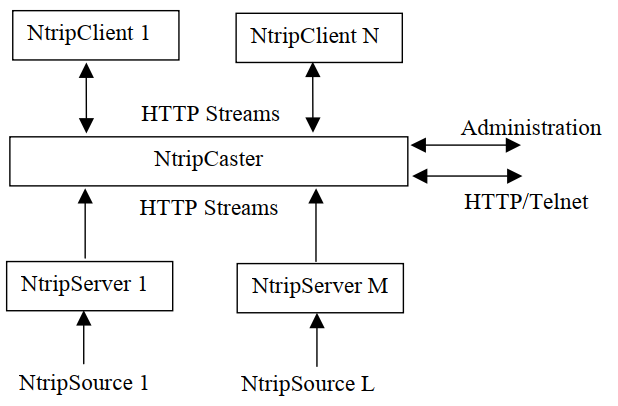 NtripClient 1
NtripClient N
HTTP Streams
Administration
NtripCaster
HTTP Streams
HTTP/Telnet
NtripServer 1
NtripServer M
NtripSource 1
NtripSource L